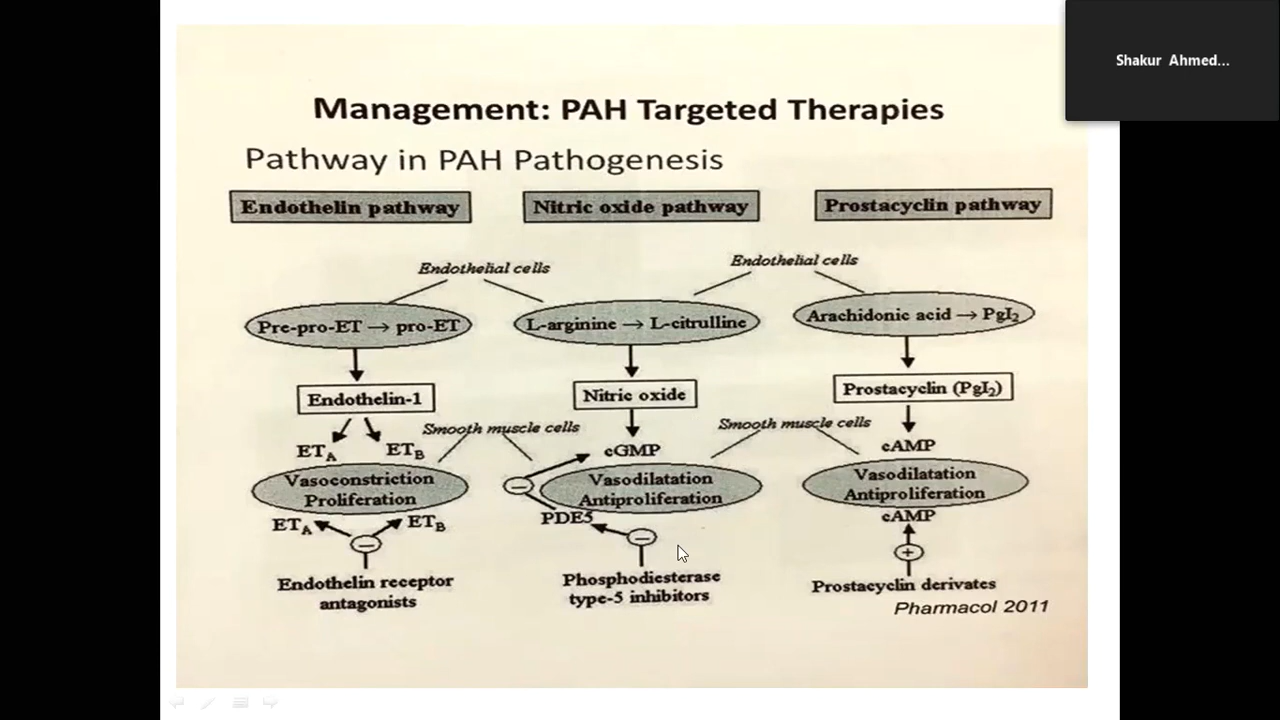 Shakur Ahmed...
Management: PAH Targeted Therapies
Pathway in PAH Pathogenesis
Endothelin pathway
Nitric oxide pathway
Prostacyclin pathway
Endothelial cells
Endothelial cells
Pre-pro-ET → pro-ET
L-arginine → L-citrulline
Arachidonic acid → PgI₂
Endothelin-1
Nitric oxide
Prostacyclin (PgI₂)
Smooth muscle cells
Smooth muscle cells
ETA
ETB
cGMP
cAMP
Vasoconstriction
Proliferation
Vasodilatation
Antiproliferation
Vasodilatation
Antiproliferation
ETA
ETB
PDE5
cAMP
−
−
−
+
Endothelin receptor
antagonists
Phosphodiesterase
type-5 inhibitors
Prostacyclin derivates
Pharmacol 2011